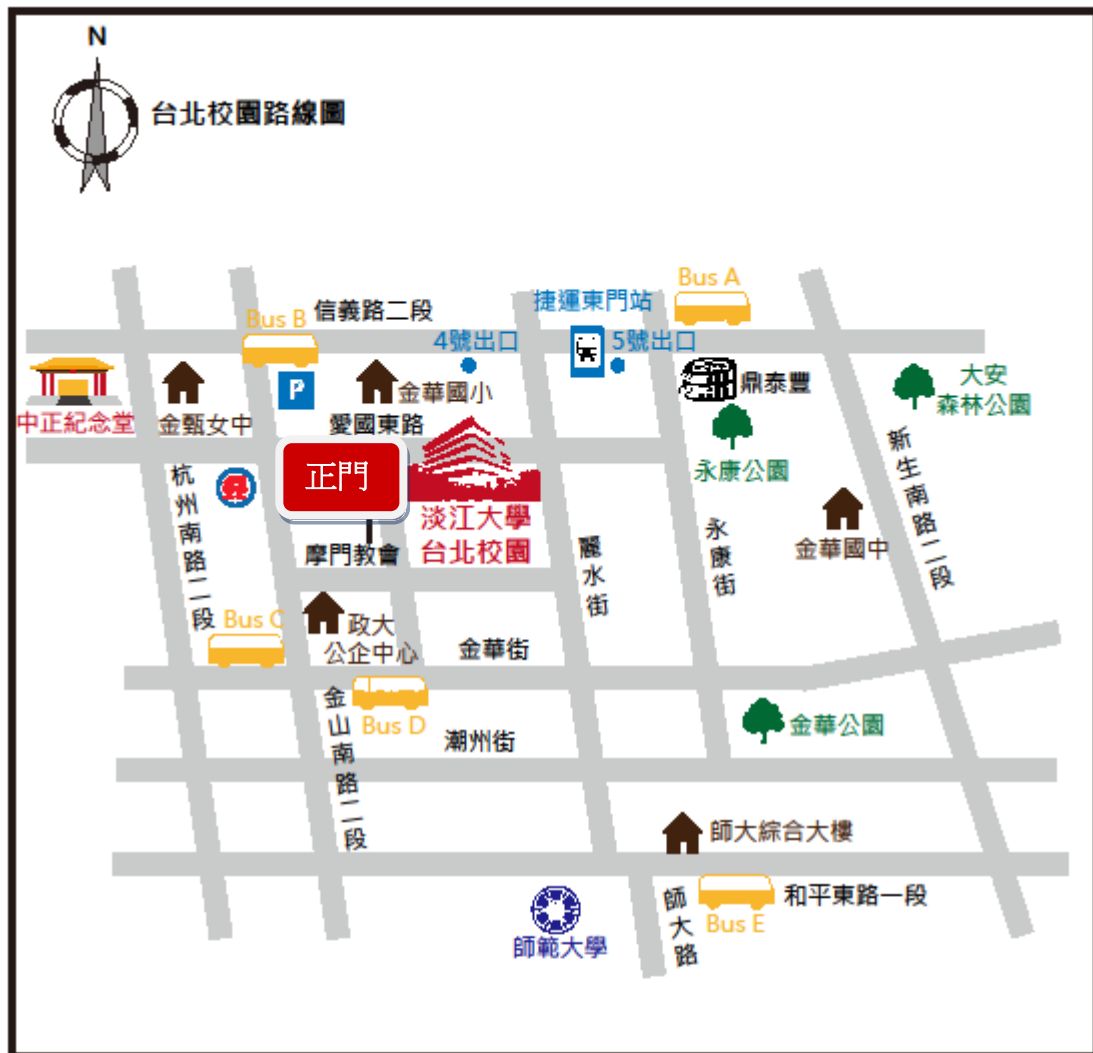 N
台北校園路線圖
Bus A
捷運東門站
Bus B
信義路二段
4號出口
5號出口
P
金華國小
鼎泰豐
大安
森林公園
中正紀念堂
金甄女中
愛國東路
永康公園
新生南路二段
正門
杭州南路二段
淡江大學
台北校園
摩門教會
麗水街
永康街
金華國中
Bus C
政大
公企中心
金華街
金山南路二段
Bus D
潮州街
金華公園
師大綜合大樓
和平東路一段
師大路
Bus E
師範大學